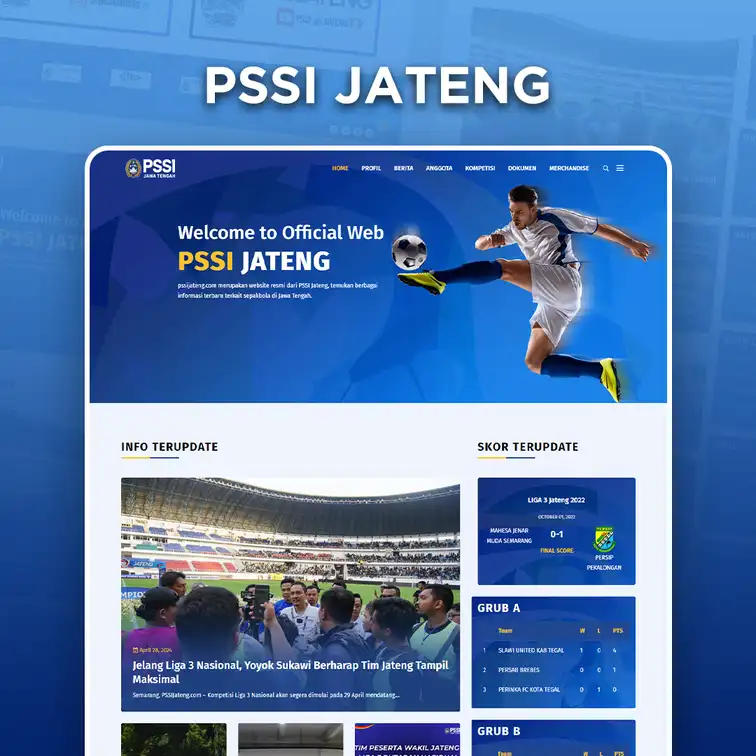 PSSI JATENG
PSSI
JAWA TENGAH
HOME PROFIL BERITA ANGGOTA KOMPETISI DOKUMEN MERCHANDISE
Welcome to Official Web
PSSI JATENG
pssijateng.com merupakan website resmi dari PSSI Jateng, temukan berbagai
informasi terbaru terkait sepakbola di Jawa Tengah.
INFO TERUPDATE
April 28, 2024
Jelang Liga 3 Nasional, Yoyok Sukawi Berharap Tim Jateng Tampil
Maksimal
Semarang, PSSIJateng.com – Kompetisi Liga 3 Nasional akan segera dimulai pada 29 April mendatang...
TIM PESERTA WAKIL JATENG
SKOR TERUPDATE
LIGA 3 Jateng 2022
OCTOBER 01, 2022
MAHESA JENAR
MUDA SEMARANG
0-1
FINAL SCORE
PERSIP
PEKALONGAN
GRUB A
Team W L PTS
1 SLAWI UNITED KAB TEGAL 1 0 4
2 PERSAB BREBES 0 0 1
3 PERINKA FC KOTA TEGAL 0 1 0
GRUB B
Team W L PTS